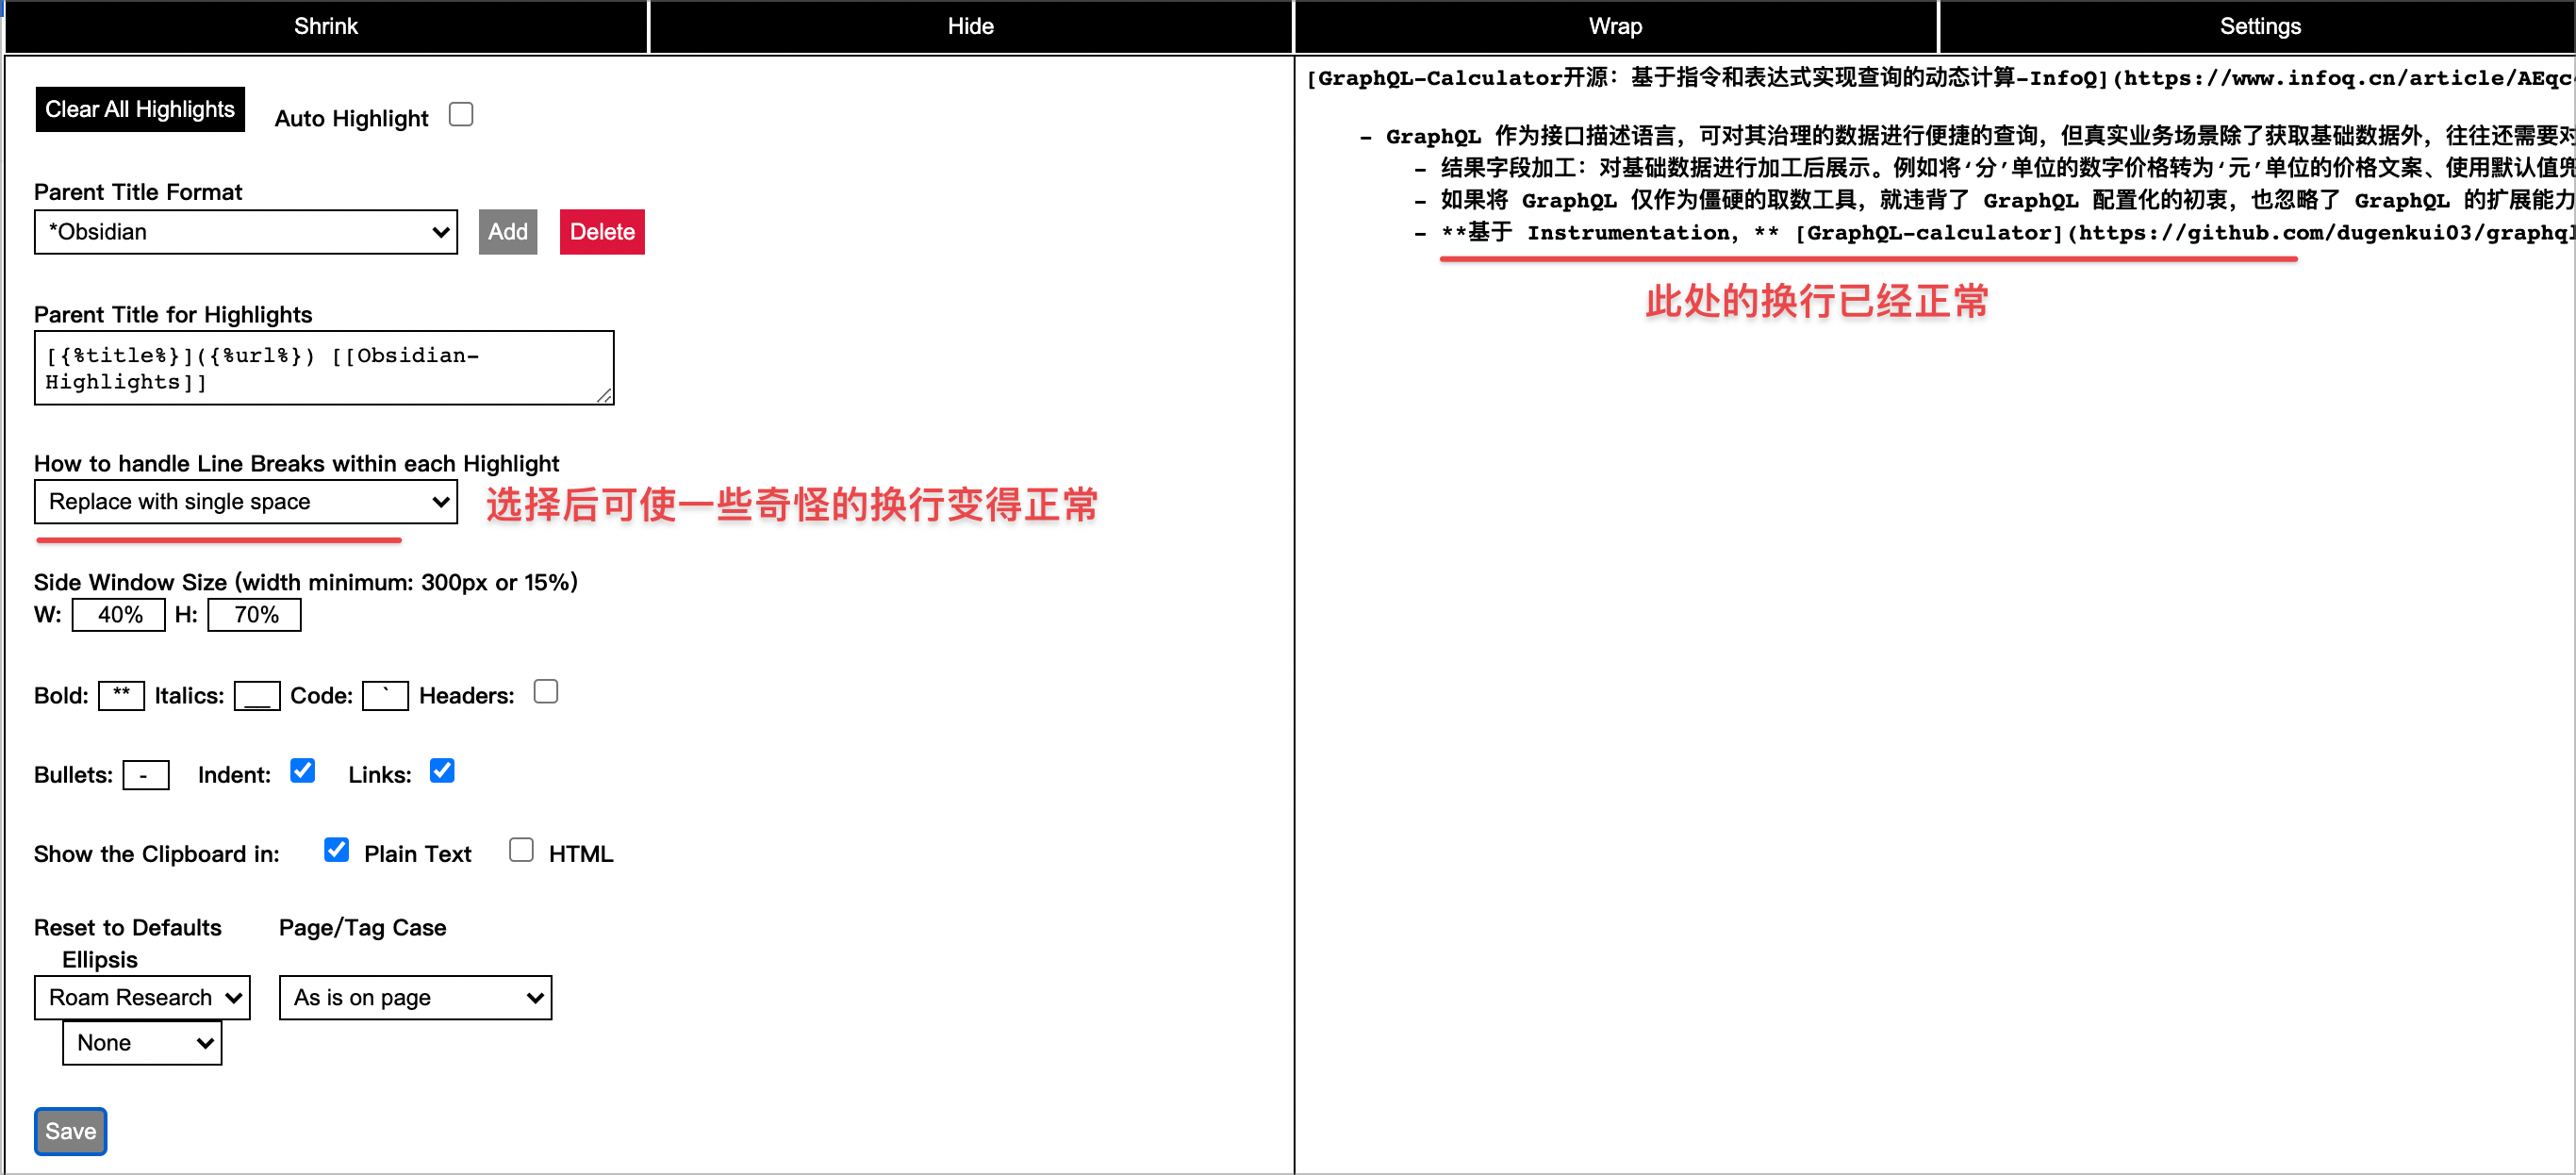 Shrink
Hide
Wrap
Settings
Clear All Highlights
Auto Highlight
Parent Title Format
*Obsidian
Add
Delete
Parent Title for Highlights
[{%title%}]({%url%}) [[Obsidian-
Highlights]]
How to handle Line Breaks within each Highlight
Replace with single space
选择后可使一些奇怪的换行变得正常
Side Window Size (width minimum: 300px or 15%)
W: 40% H: 70%
Bold: ** Italics: __ Code: ` Headers:
Bullets: - Indent: Links:
Show the Clipboard in: Plain Text HTML
Reset to Defaults
Page/Tag Case
Ellipsis
Roam Research
As is on page
None
Save
[GraphQL-Calculator开源：基于指令和表达式实现查询的动态计算-InfoQ](https://www.infoq.cn/article/AEqc
- GraphQL 作为接口描述语言，可对其治理的数据进行便捷的查询，但真实业务场景除了获取基础数据外，往往还需要对
- 结果字段加工：对基础数据进行加工后展示。例如将‘分’单位的数字价格转为‘元’单位的价格文案、使用默认值兜
- 如果将 GraphQL 仅作为僵硬的取数工具，就违背了 GraphQL 配置化的初衷，也忽略了 GraphQL 的扩展能力
- **基于 Instrumentation，** [GraphQL-calculator](https://github.com/dugenkui03/graphql
此处的换行已经正常